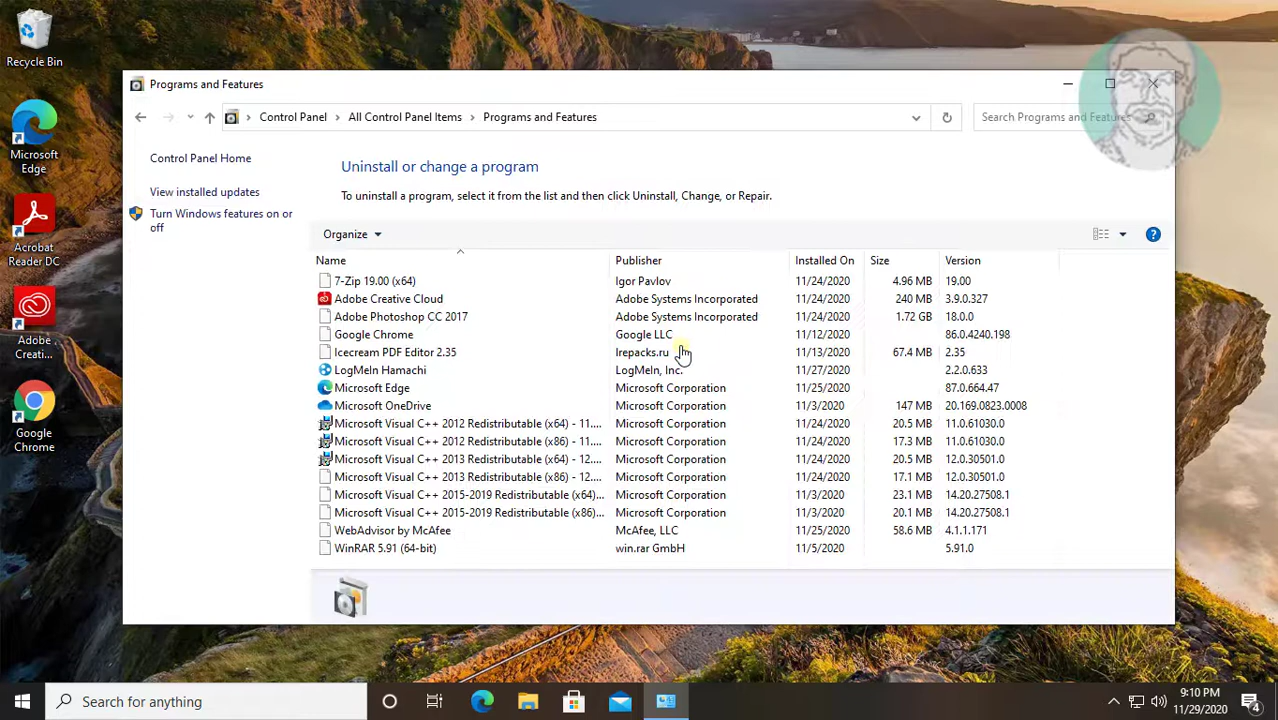 Recycle Bin
Microsoft
Edge
Acrobat
Reader DC
Adobe
Creati...
Google
Chrome
Programs and Features
Control Panel > All Control Panel Items > Programs and Features
Search Programs and Features
Control Panel Home
View installed updates
Turn Windows features on or
off
Uninstall or change a program
To uninstall a program, select it from the list and then click Uninstall, Change, or Repair.
Organize
Name Publisher Installed On Size Version
7-Zip 19.00 (x64) Igor Pavlov 11/24/2020 4.96 MB 19.00
Adobe Creative Cloud Adobe Systems Incorporated 11/24/2020 240 MB 3.9.0.327
Adobe Photoshop CC 2017 Adobe Systems Incorporated 11/24/2020 1.72 GB 18.0.0
Google Chrome Google LLC 11/12/2020 86.0.4240.198
Icecream PDF Editor 2.35 lrepacks.ru 11/13/2020 67.4 MB 2.35
LogMeIn Hamachi LogMeIn, Inc. 11/27/2020 2.2.0.633
Microsoft Edge Microsoft Corporation 11/25/2020 87.0.664.47
Microsoft OneDrive Microsoft Corporation 11/3/2020 147 MB 20.169.0823.0008
Microsoft Visual C++ 2012 Redistributable (x64) - 11.... Microsoft Corporation 11/24/2020 20.5 MB 11.0.61030.0
Microsoft Visual C++ 2012 Redistributable (x86) - 11.... Microsoft Corporation 11/24/2020 17.3 MB 11.0.61030.0
Microsoft Visual C++ 2013 Redistributable (x64) - 12.... Microsoft Corporation 11/24/2020 20.5 MB 12.0.30501.0
Microsoft Visual C++ 2013 Redistributable (x86) - 12.... Microsoft Corporation 11/24/2020 17.1 MB 12.0.30501.0
Microsoft Visual C++ 2015-2019 Redistributable (x64)... Microsoft Corporation 11/3/2020 23.1 MB 14.20.27508.1
Microsoft Visual C++ 2015-2019 Redistributable (x86)... Microsoft Corporation 11/3/2020 20.1 MB 14.20.27508.1
WebAdvisor by McAfee McAfee, LLC 11/25/2020 58.6 MB 4.1.1.171
WinRAR 5.91 (64-bit) win.rar GmbH 11/5/2020 5.91.0
Search for anything
9:10 PM
11/29/2020
4